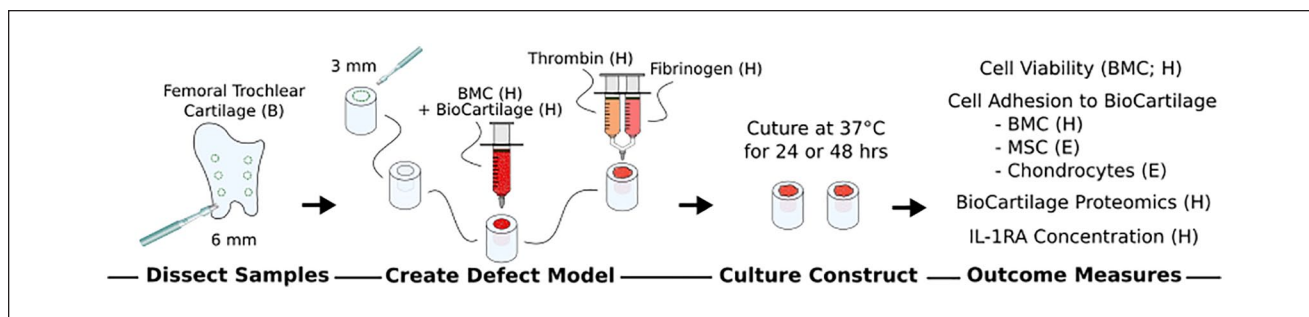 Femoral Trochlear
Cartilage (B)
6 mm
3 mm
BMC (H)
+ BioCartilage (H)
Thrombin (H)
Fibrinogen (H)
Cuture at 37°C
for 24 or 48 hrs
Cell Viability (BMC; H)
Cell Adhesion to BioCartilage
- BMC (H)
- MSC (E)
- Chondrocytes (E)
BioCartilage Proteomics (H)
IL-1RA Concentration (H)
Dissect Samples
Create Defect Model
Culture Construct
Outcome Measures